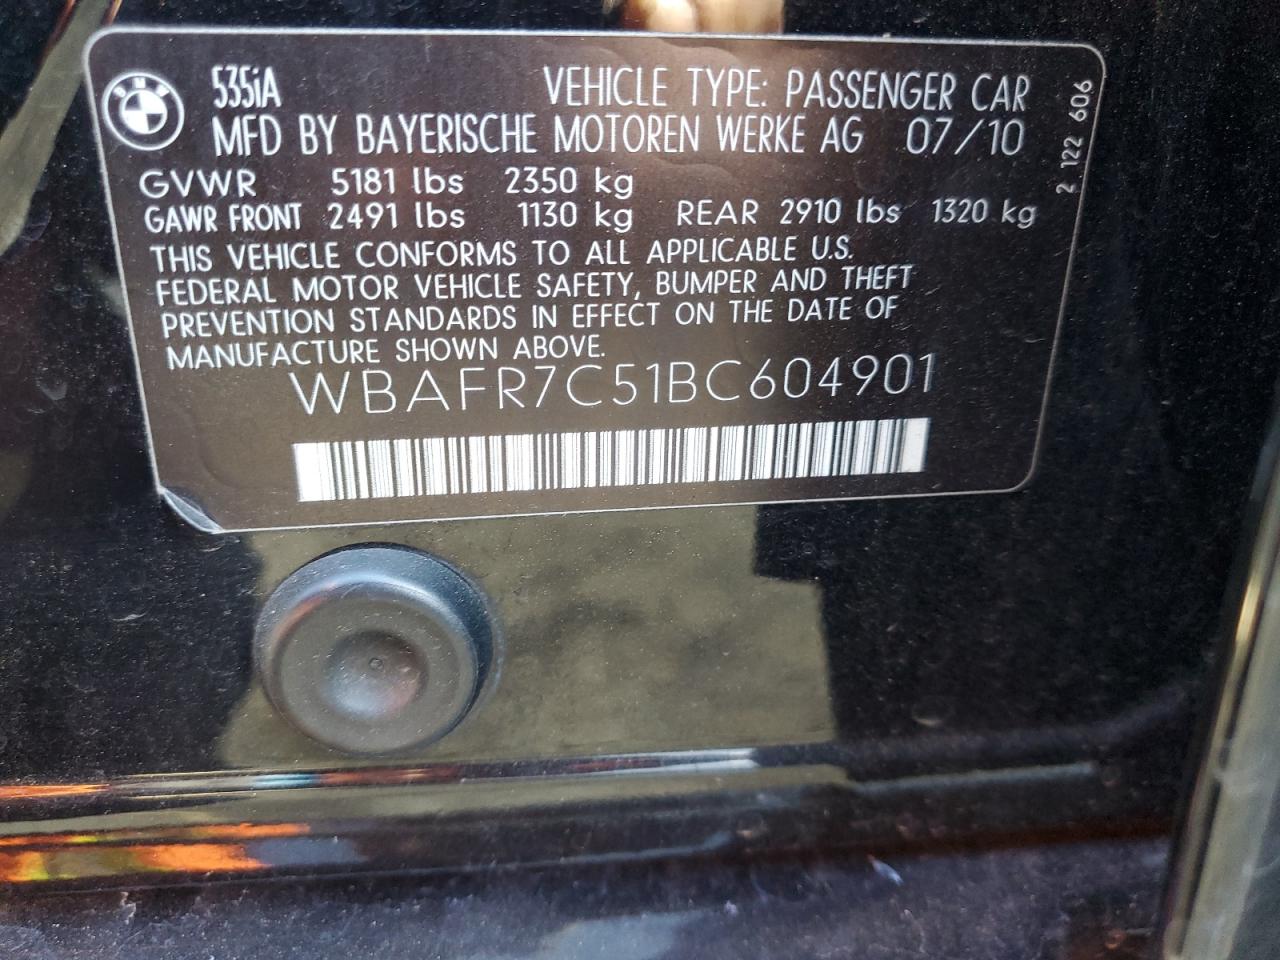 BMW
535iA VEHICLE TYPE: PASSENGER CAR
MFD BY BAYERISCHE MOTOREN WERKE AG 07/10
GVWR 5181 lbs 2350 kg
GAWR FRONT 2491 lbs 1130 kg REAR 2910 lbs 1320 kg
THIS VEHICLE CONFORMS TO ALL APPLICABLE U.S.
FEDERAL MOTOR VEHICLE SAFETY, BUMPER AND THEFT
PREVENTION STANDARDS IN EFFECT ON THE DATE OF
MANUFACTURE SHOWN ABOVE.
WBAFR7C51BC604901
2 122 606